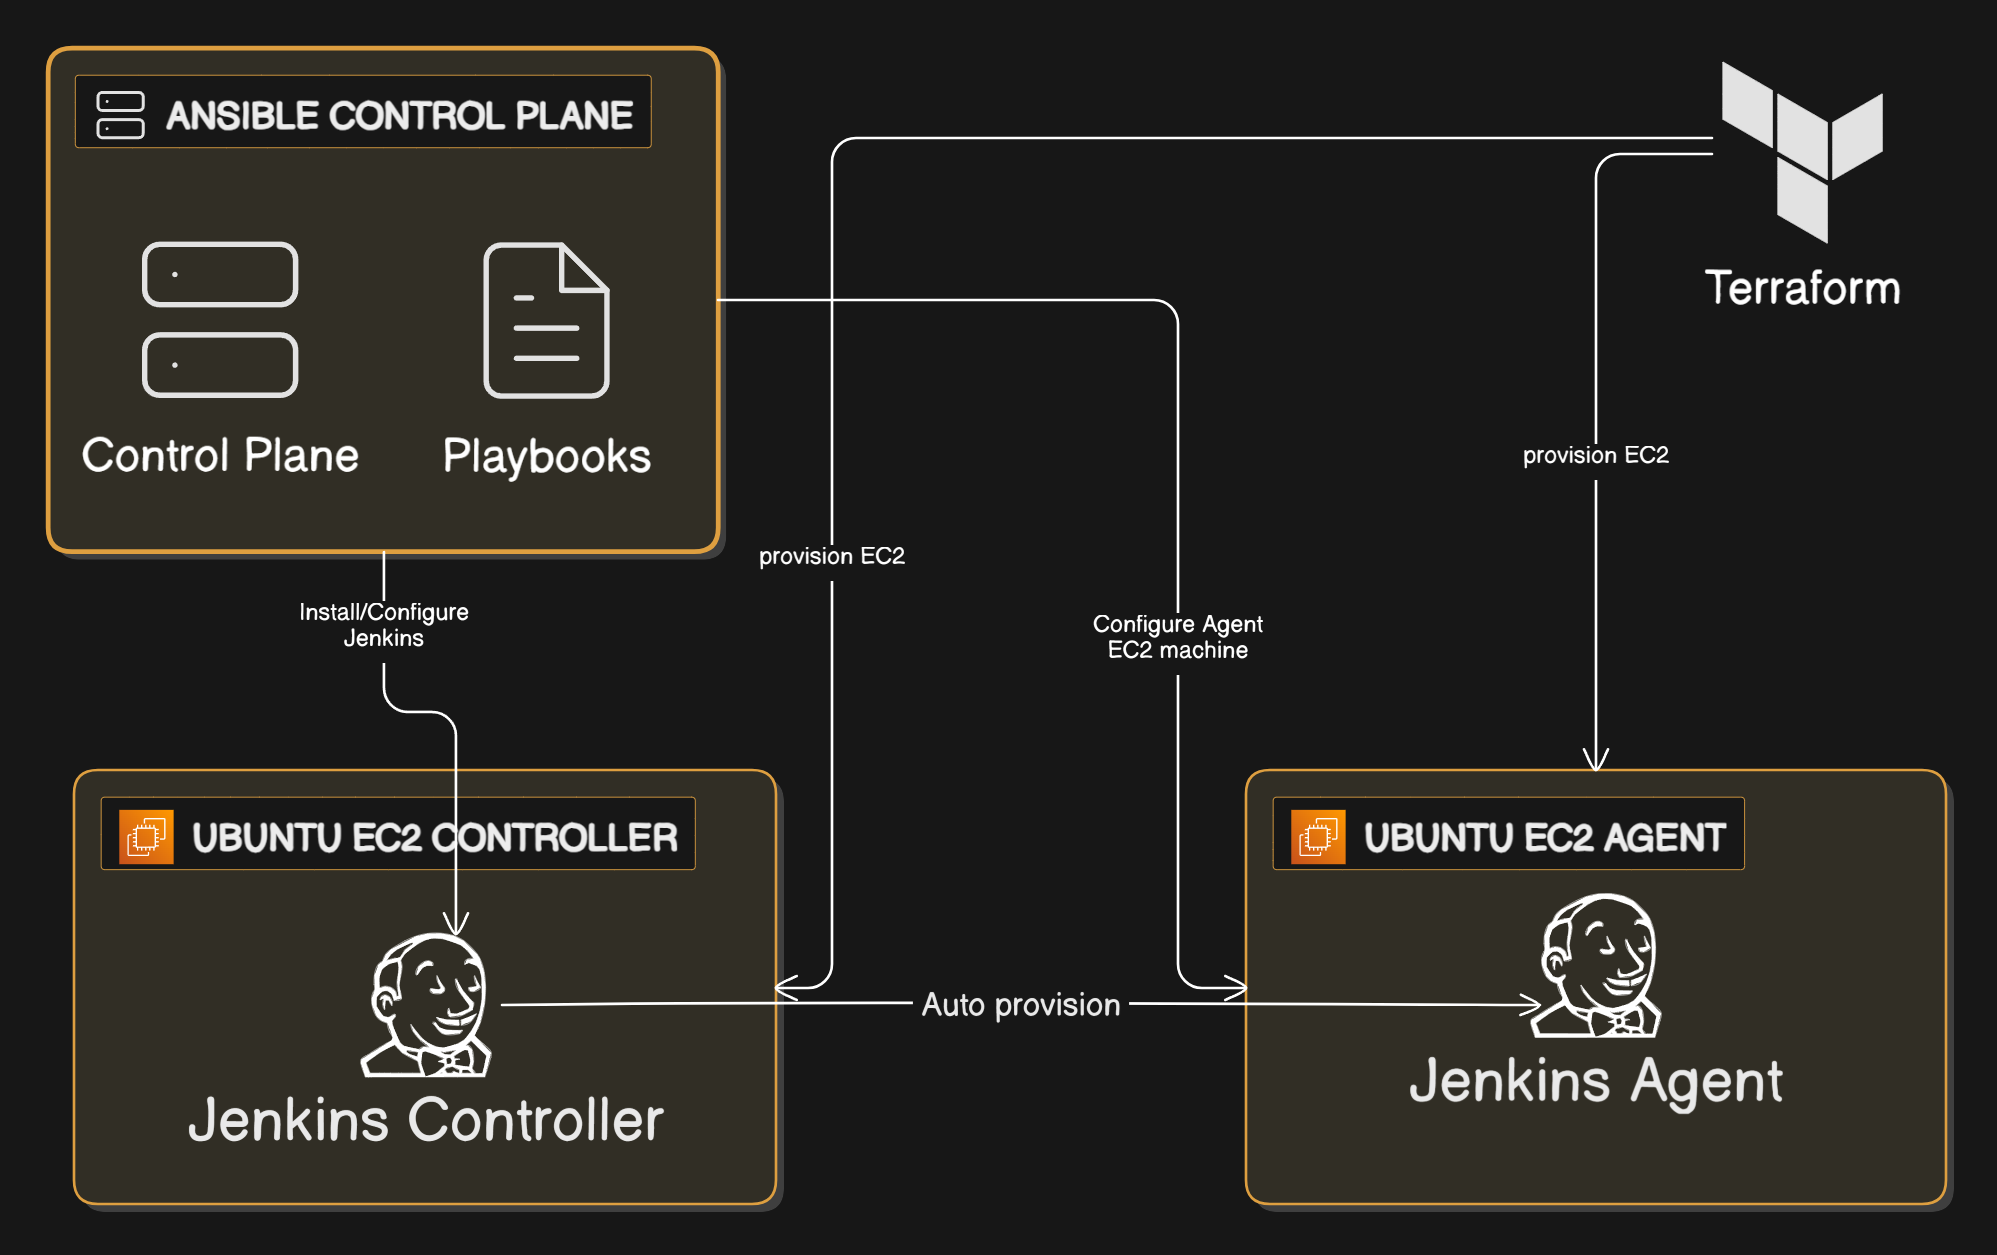 ANSIBLE CONTROL PLANE
Control Plane
Playbooks
Terraform
provision EC2
provision EC2
Install/Configure
Jenkins
Configure Agent
EC2 machine
UBUNTU EC2 CONTROLLER
Jenkins Controller
Auto provision
UBUNTU EC2 AGENT
Jenkins Agent